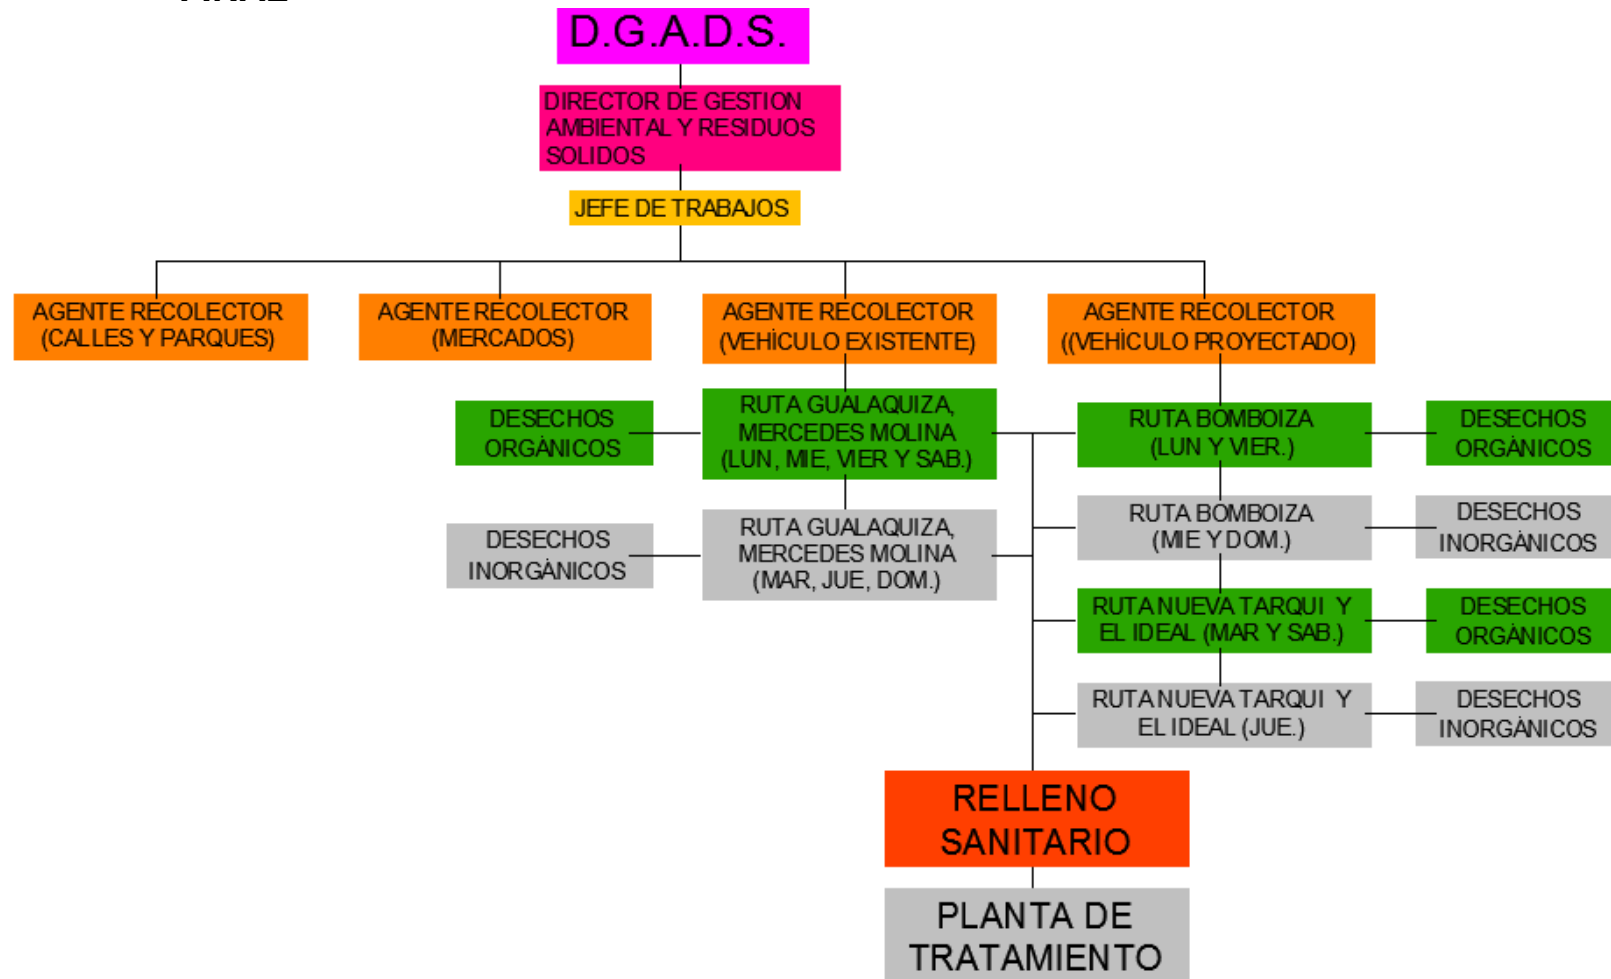 D.G.A.D.S.
DIRECTOR DE GESTION
AMBIENTAL Y RESIDUOS
SOLIDOS
JEFE DE TRABAJOS
AGENTE RECOLECTOR
(CALLES Y PARQUES)
AGENTE RECOLECTOR
(MERCADOS)
AGENTE RECOLECTOR
(VEHÍCULO EXISTENTE)
AGENTE RECOLECTOR
((VEHÍCULO PROYECTADO)
DESECHOS
ORGÀNICOS
RUTA GUALAQUIZA,
MERCEDES MOLINA
(LUN, MIE, VIER Y SAB.)
RUTA BOMBOIZA
(LUN Y VIER.)
DESECHOS
ORGÀNICOS
DESECHOS
INORGÀNICOS
RUTA GUALAQUIZA,
MERCEDES MOLINA
(MAR, JUE, DOM.)
RUTA BOMBOIZA
(MIE Y DOM.)
DESECHOS
INORGÀNICOS
RUTA NUEVA TARQUI Y
EL IDEAL (MAR Y SAB.)
DESECHOS
ORGÀNICOS
RUTA NUEVA TARQUI Y
EL IDEAL (JUE.)
DESECHOS
INORGÀNICOS
RELLENO
SANITARIO
PLANTA DE
TRATAMIENTO